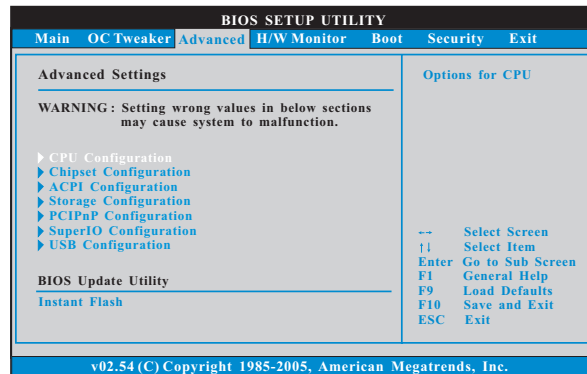 BIOS SETUP UTILITY
Main OC Tweaker Advanced H/W Monitor Boot Security Exit
Advanced Settings
WARNING : Setting wrong values in below sections
may cause system to malfunction.
CPU Configuration
Chipset Configuration
ACPI Configuration
Storage Configuration
PCIPnP Configuration
SuperIO Configuration
USB Configuration
BIOS Update Utility
Instant Flash
Options for CPU
←→ Select Screen
↑↓ Select Item
Enter Go to Sub Screen
F1 General Help
F9 Load Defaults
F10 Save and Exit
ESC Exit
v02.54 (C) Copyright 1985-2005, American Megatrends, Inc.